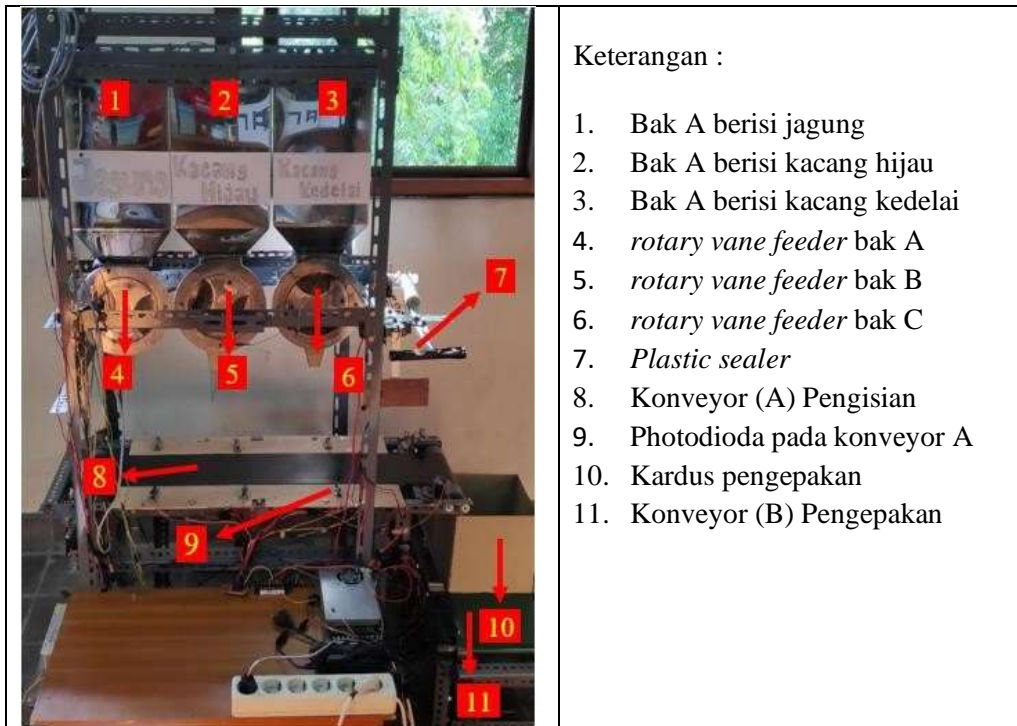 1
2
3
Jagung
Kacang
Hijau
Kacang
Kedelai
7
4
5
6
8
9
10
11
Keterangan :
1. Bak A berisi jagung
2. Bak A berisi kacang hijau
3. Bak A berisi kacang kedelai
4. rotary vane feeder bak A
5. rotary vane feeder bak B
6. rotary vane feeder bak C
7. Plastic sealer
8. Konveyor (A) Pengisian
9. Photodioda pada konveyor A
10. Kardus pengepakan
11. Konveyor (B) Pengepakan